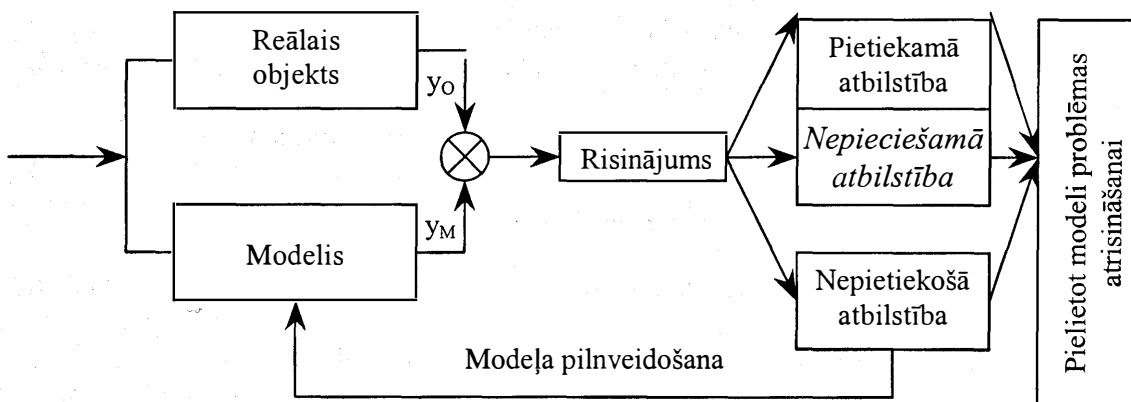 Reālais
objekts
yO
Modelis
yM
Risinājums
Pietiekamā
atbilstība
Nepieciešamā
atbilstība
Nepietiekošā
atbilstība
Modeļa pilnveidošana
Pielietot modeli problēmas
atrisināšanai